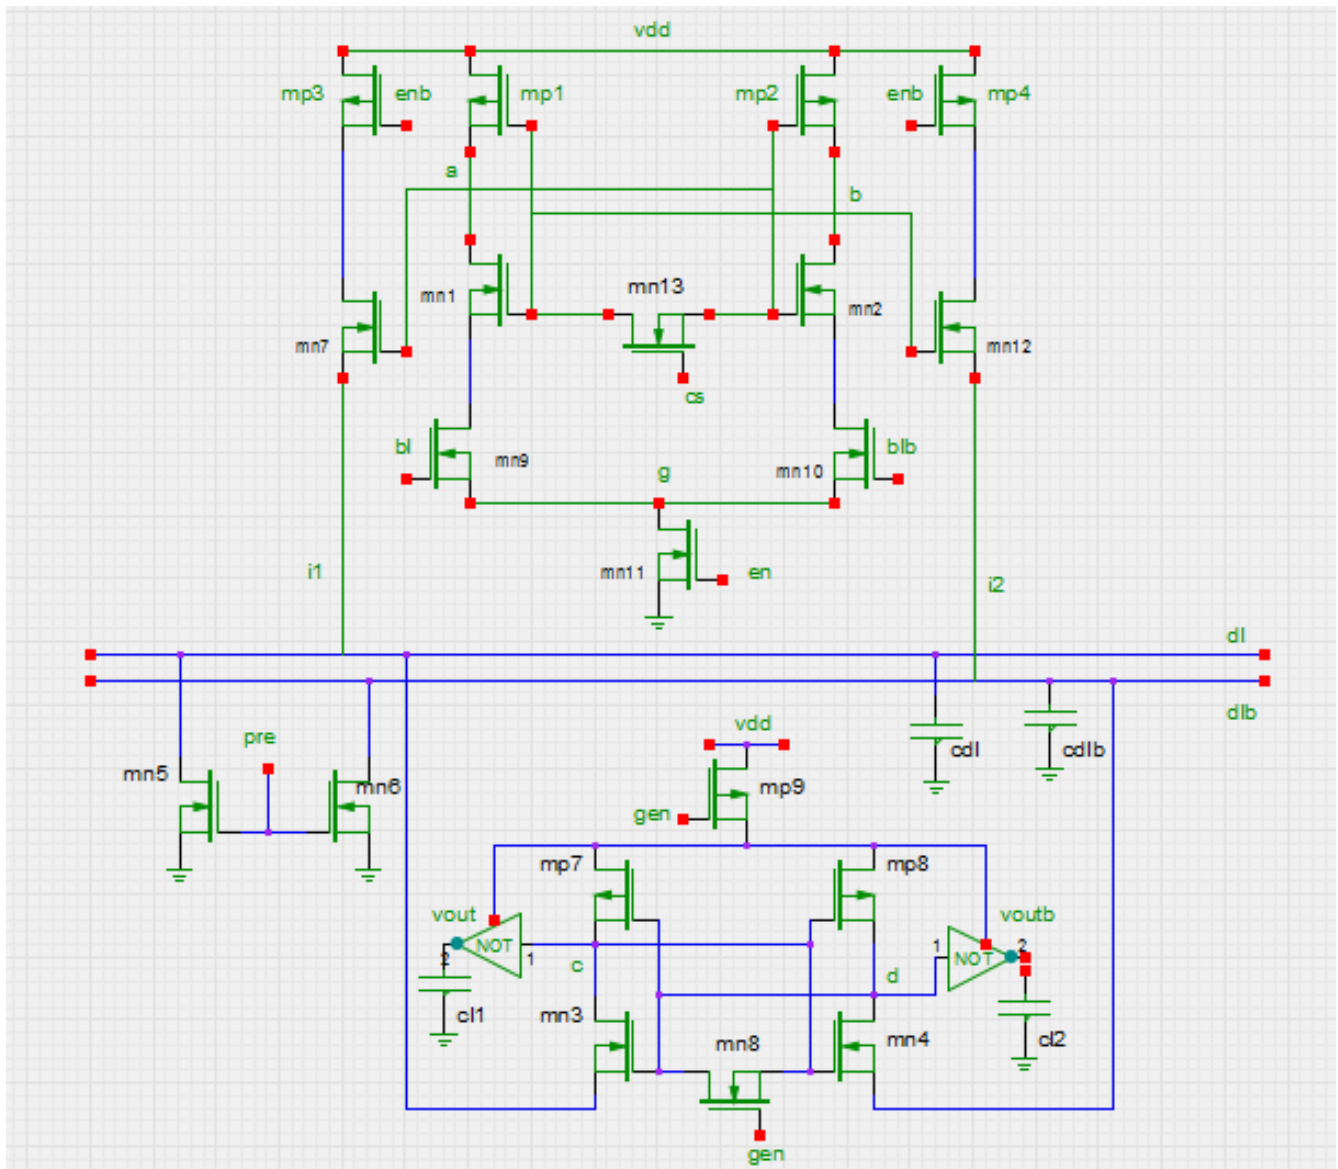 vdd
mp3 enb mp1 mp2 enb mp4
a
b
mn1 mn13 mn2
mn7 mn12
cs
bl mn9 g mn10 blb
i1 mn11 en i2
dl
dlb
pre vdd
cdl cdlb
mn5 mn6 mp9
gen
mp7 mp8
vout voutb
NOT 1 1 NOT 2
2 c d
cl1 mn3 mn8 mn4 cl2
gen